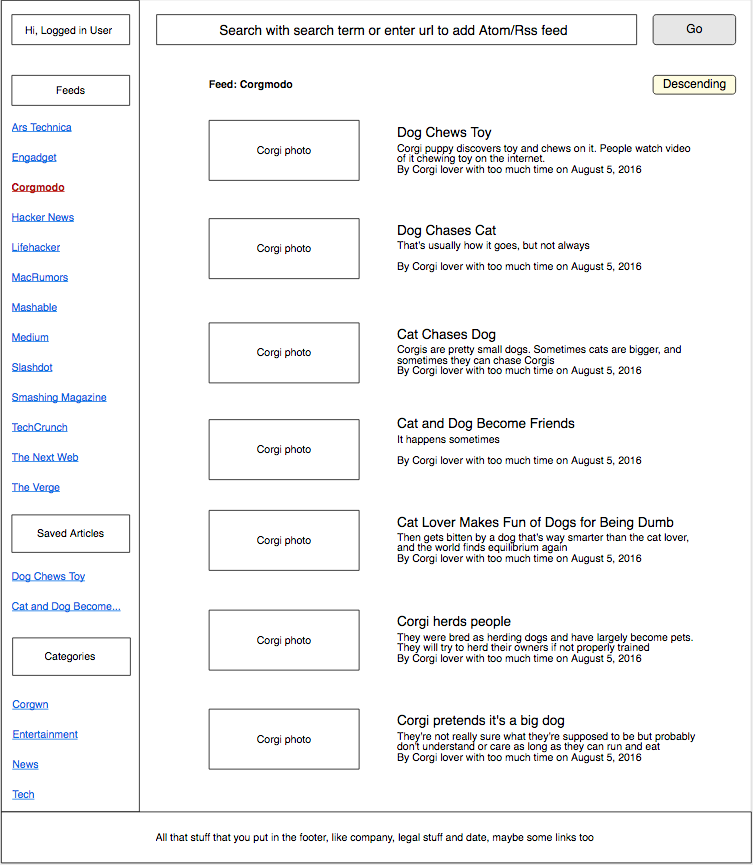 Hi, Logged in User
Search with search term or enter url to add Atom/Rss feed
Go
Feeds
Ars Technica
Engadget
Corgmodo
Hacker News
Lifehacker
MacRumors
Mashable
Medium
Slashdot
Smashing Magazine
TechCrunch
The Next Web
The Verge
Saved Articles
Dog Chews Toy
Cat and Dog Become...
Categories
Corgwn
Entertainment
News
Tech
Feed: Corgmodo
Descending
Corgi photo
Dog Chews Toy
Corgi puppy discovers toy and chews on it. People watch video
of it chewing toy on the internet.
By Corgi lover with too much time on August 5, 2016
Corgi photo
Dog Chases Cat
That's usually how it goes, but not always
By Corgi lover with too much time on August 5, 2016
Corgi photo
Cat Chases Dog
Corgis are pretty small dogs. Sometimes cats are bigger, and
sometimes they can chase Corgis
By Corgi lover with too much time on August 5, 2016
Corgi photo
Cat and Dog Become Friends
It happens sometimes
By Corgi lover with too much time on August 5, 2016
Corgi photo
Cat Lover Makes Fun of Dogs for Being Dumb
Then gets bitten by a dog that's way smarter than the cat lover,
and the world finds equilibrium again
By Corgi lover with too much time on August 5, 2016
Corgi photo
Corgi herds people
They were bred as herding dogs and have largely become pets.
They will try to herd their owners if not properly trained
By Corgi lover with too much time on August 5, 2016
Corgi photo
Corgi pretends it's a big dog
They're not really sure what they're supposed to be but probably
don't understand or care as long as they can run and eat
By Corgi lover with too much time on August 5, 2016
All that stuff that you put in the footer, like company, legal stuff and date, maybe some links too